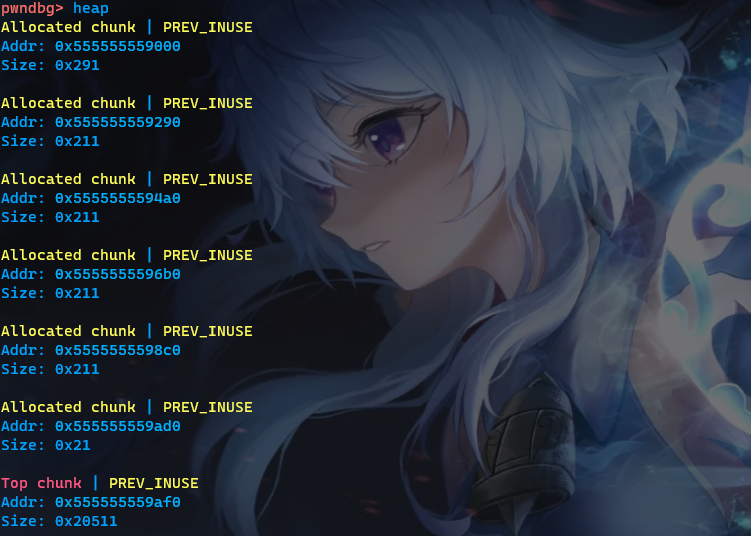 pwndbg> heap
Allocated chunk | PREV_INUSE
Addr: 0x555555559000
Size: 0x291
Allocated chunk | PREV_INUSE
Addr: 0x555555559290
Size: 0x211
Allocated chunk | PREV_INUSE
Addr: 0x5555555594a0
Size: 0x211
Allocated chunk | PREV_INUSE
Addr: 0x5555555596b0
Size: 0x211
Allocated chunk | PREV_INUSE
Addr: 0x5555555598c0
Size: 0x211
Allocated chunk | PREV_INUSE
Addr: 0x555555559ad0
Size: 0x21
Top chunk | PREV_INUSE
Addr: 0x555555559af0
Size: 0x20511